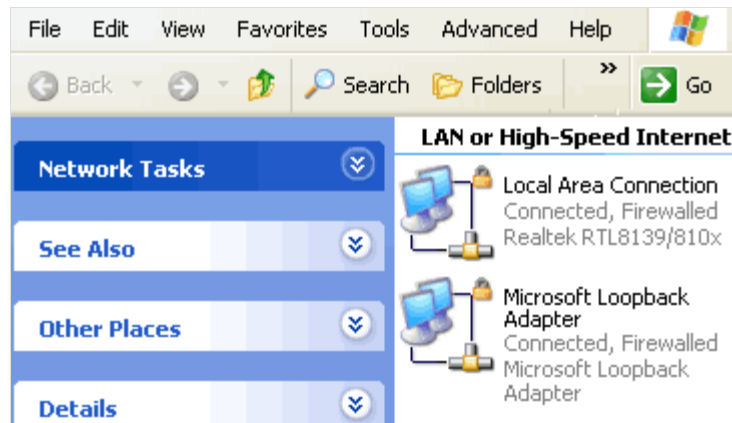 File Edit View Favorites Tools Advanced Help
Back Search Folders » Go
Network Tasks
See Also
Other Places
Details
LAN or High-Speed Internet
Local Area Connection
Connected, Firewalled
Realtek RTL8139/810x
Microsoft Loopback
Adapter
Connected, Firewalled
Microsoft Loopback
Adapter